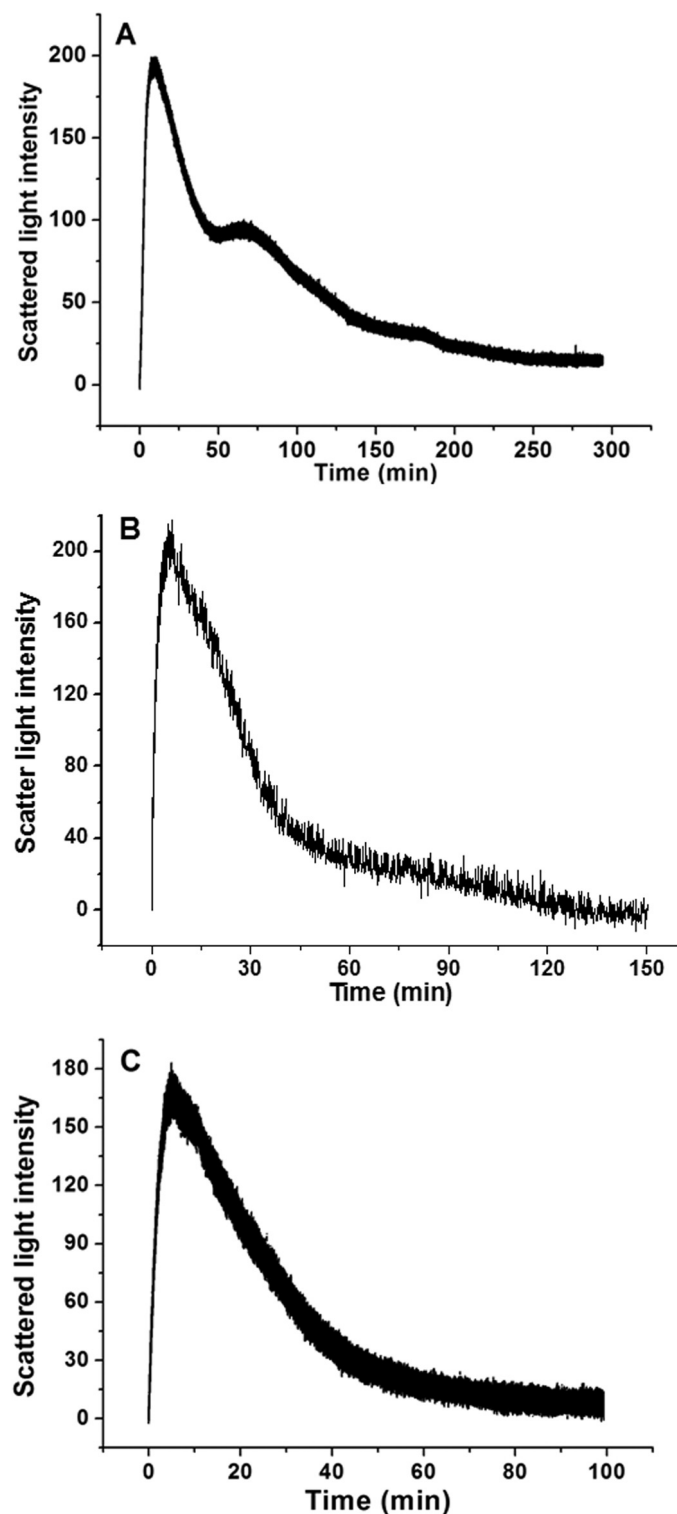 A
Scattered light intensity
200
150
100
50
0
0 50 100 150 200 250 300
Time (min)
B
Scatter light intensity
200
160
120
80
40
0
0 30 60 90 120 150
Time (min)
C
Scattered light intensity
180
150
120
90
60
30
0
0 20 40 60 80 100
Time (min)